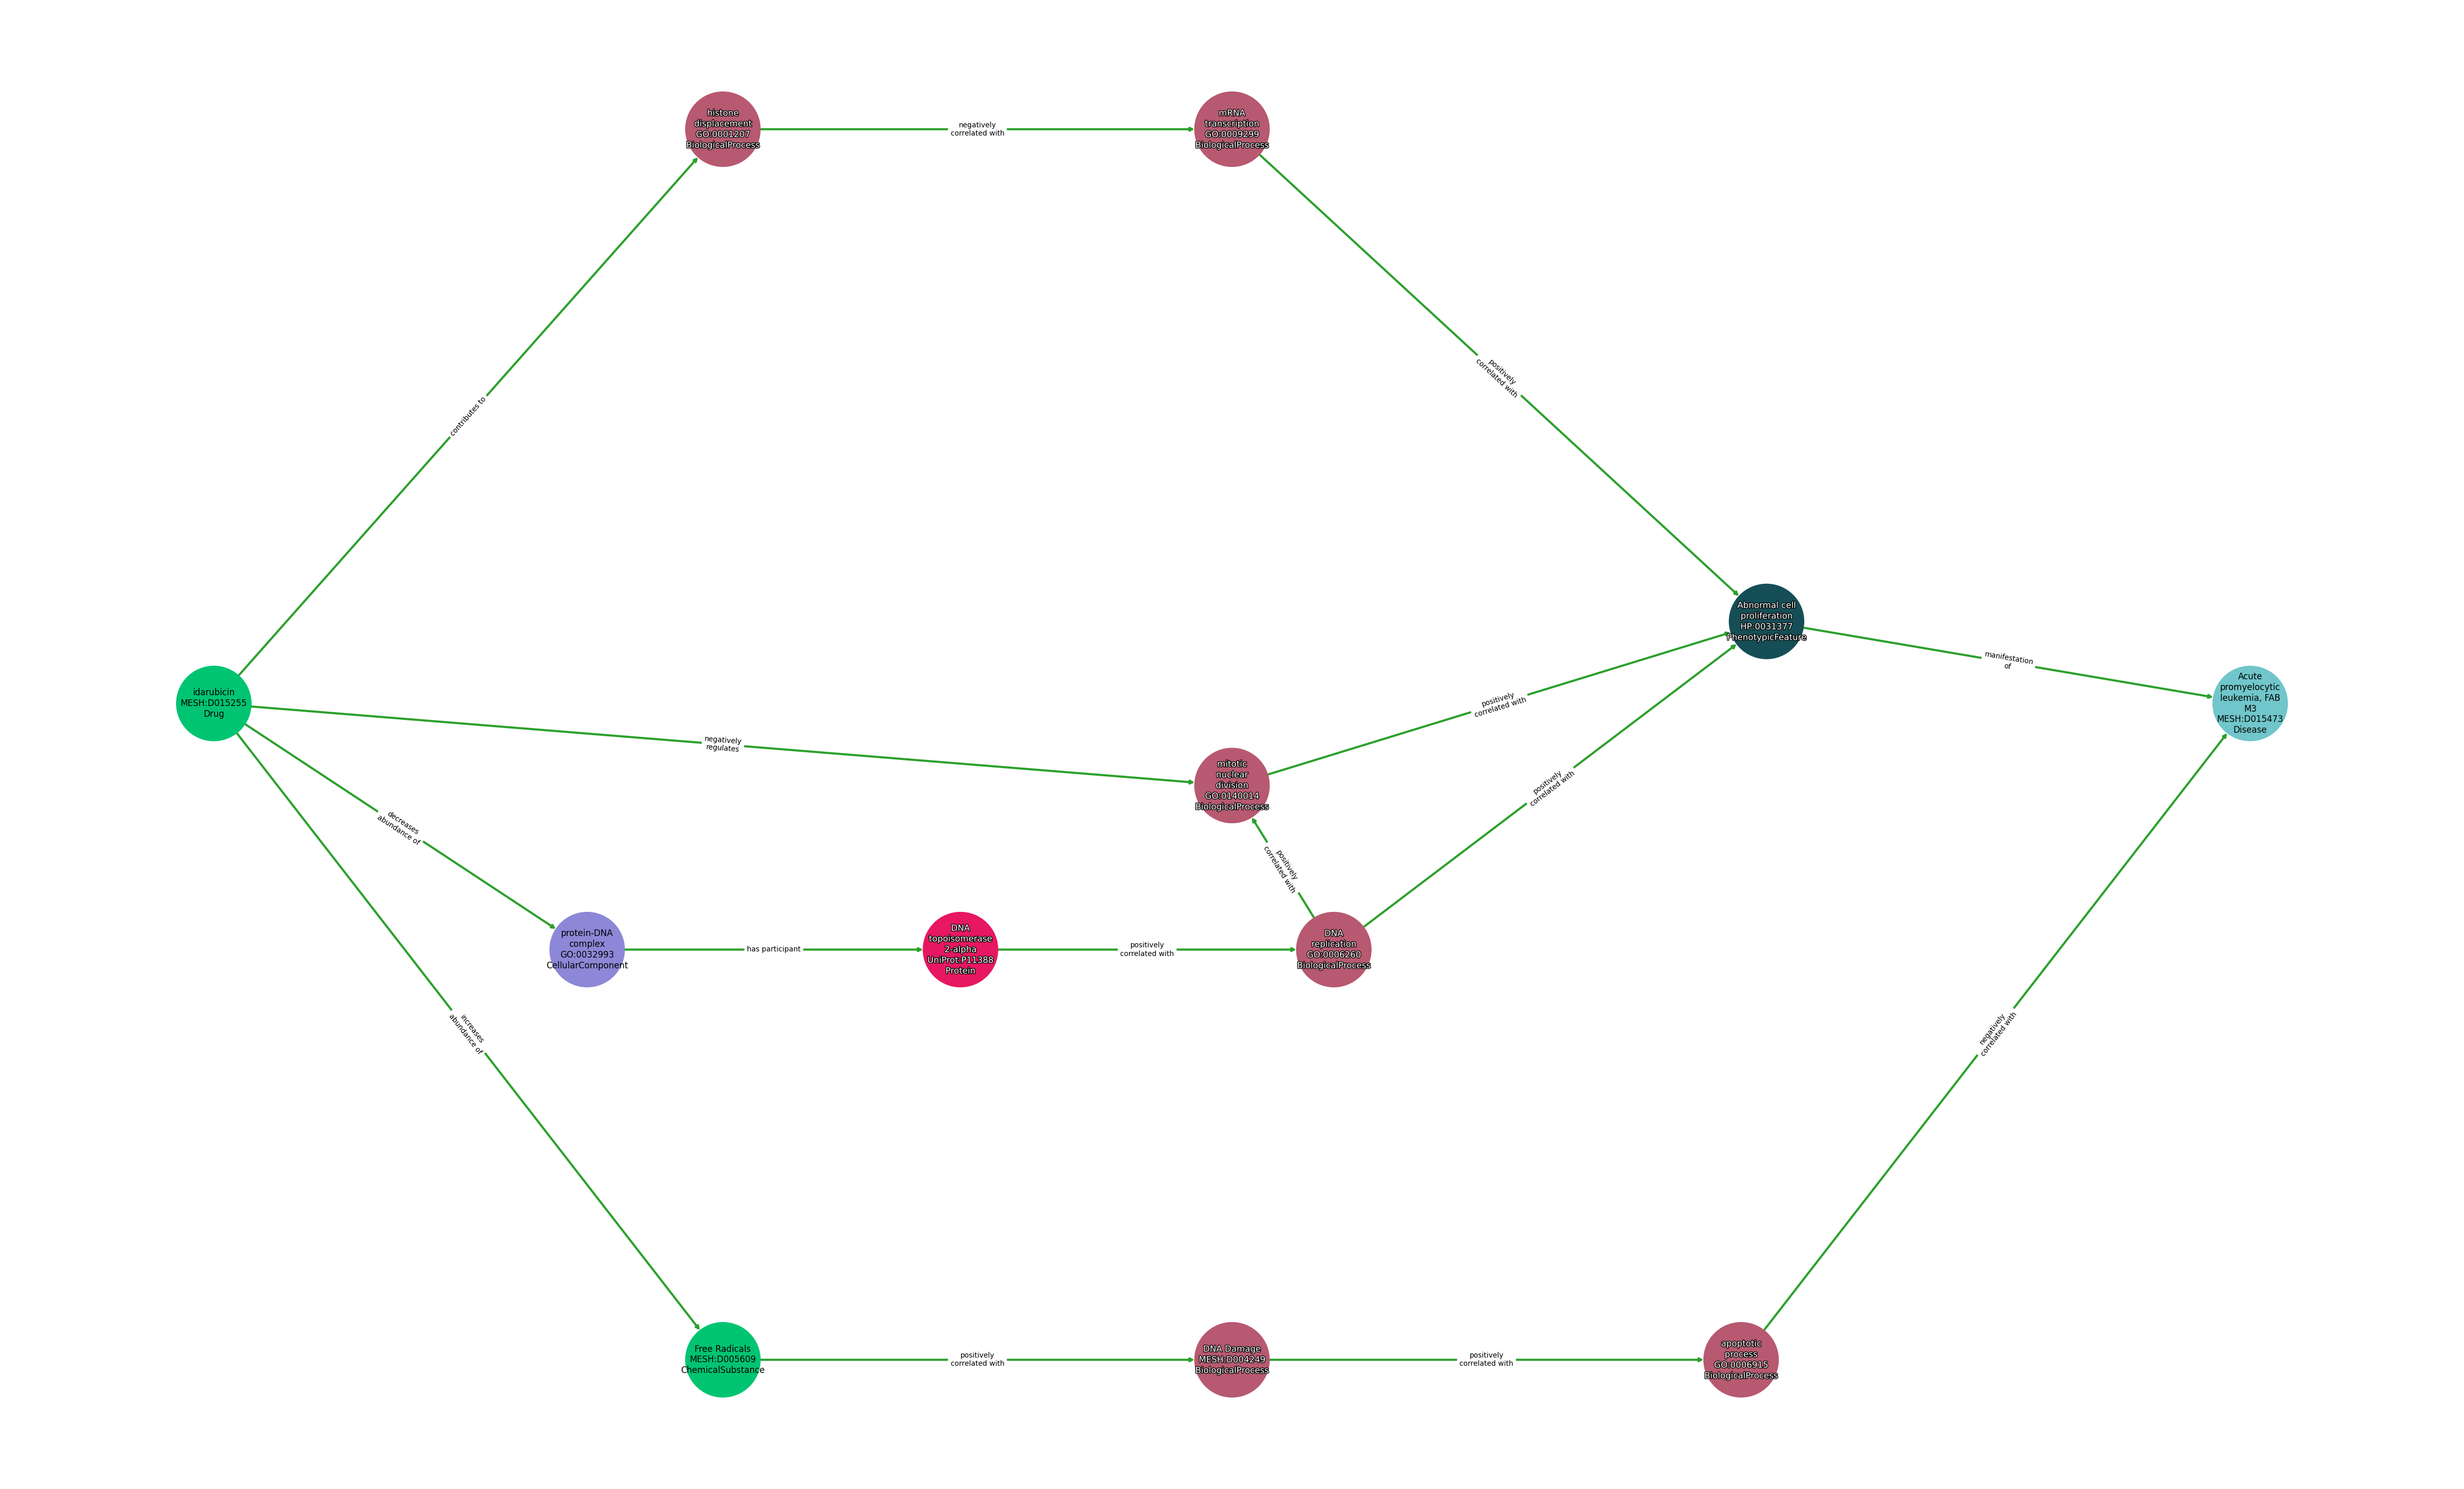 histone
displacement
GO:0001207
BiologicalProcess
negatively
correlated with
mRNA
transcription
GO:0009299
BiologicalProcess
contributes to
positively
correlated with
Abnormal cell
proliferation
HP:0031377
PhenotypicFeature
manifestation
of
idarubicin
MESH:D015255
Drug
Acute
promyelocytic
leukemia, FAB
M3
MESH:D015473
Disease
negatively
regulates
positively
correlated with
mitotic
nuclear
division
GO:0140014
BiologicalProcess
positively
correlated with
decreases
abundance of
positively
correlated with
protein-DNA
complex
GO:0032993
CellularComponent
has participant
DNA
topoisomerase
2-alpha
UniProt:P11388
Protein
positively
correlated with
DNA
replication
GO:0006260
BiologicalProcess
increases
abundance of
negatively
correlated with
Free Radicals
MESH:D005609
ChemicalSubstance
positively
correlated with
DNA Damage
MESH:D004249
BiologicalProcess
positively
correlated with
apoptotic
process
GO:0006915
BiologicalProcess